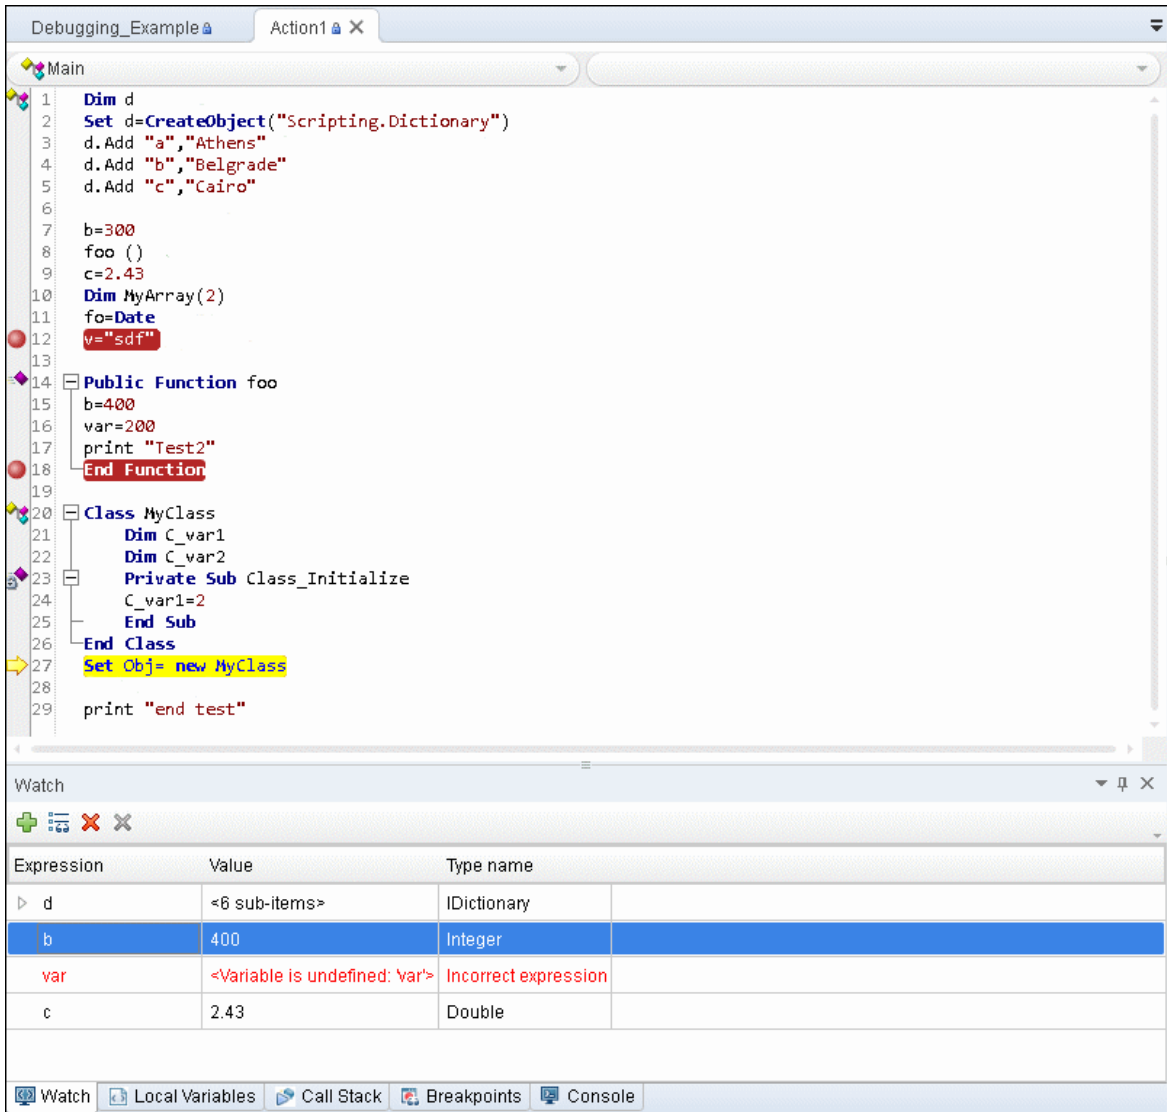 Debugging_Example Action1
Main
1 Dim d
2 Set d=CreateObject("Scripting.Dictionary")
3 d.Add "a","Athens"
4 d.Add "b","Belgrade"
5 d.Add "c","Cairo"
6
7 b=300
8 foo ()
9 c=2.43
10 Dim MyArray(2)
11 fo=Date
12 v="sdf"
13
14 Public Function foo
15 b=400
16 var=200
17 print "Test2"
18 End Function
19
20 Class MyClass
21 Dim C_var1
22 Dim C_var2
23 Private Sub Class_Initialize
24 C_var1=2
25 End Sub
26 End Class
27 Set Obj= new MyClass
28
29 print "end test"
Watch
Expression Value Type name
d <6 sub-items> IDictionary
b 400 Integer
var <Variable is undefined: 'var'> Incorrect expression
c 2.43 Double
Watch Local Variables Call Stack Breakpoints Console